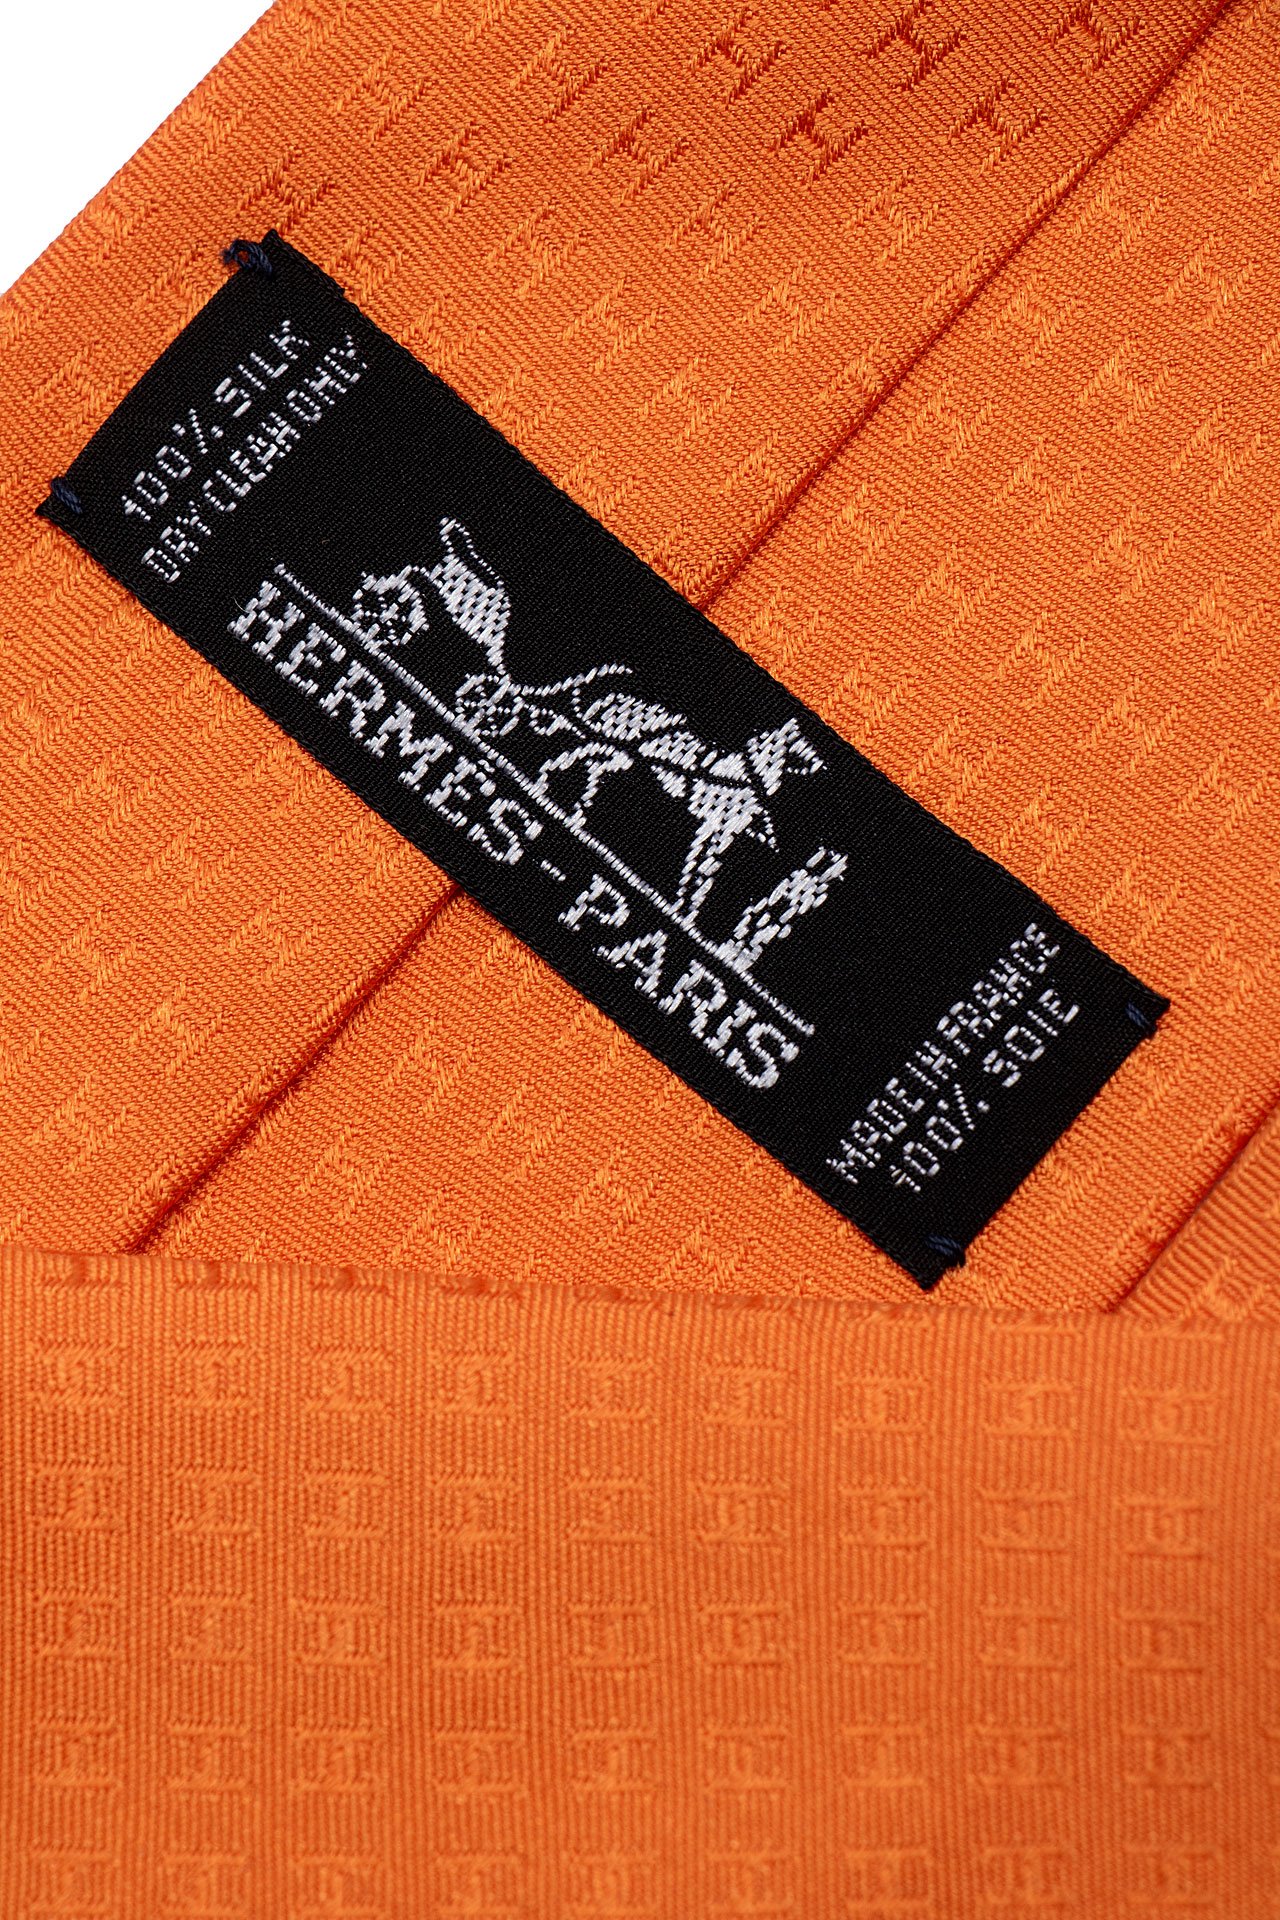 100% SILK
DRY CLEAN ONLY
HERMES-PARIS
MADE IN FRANCE
100% SOIE